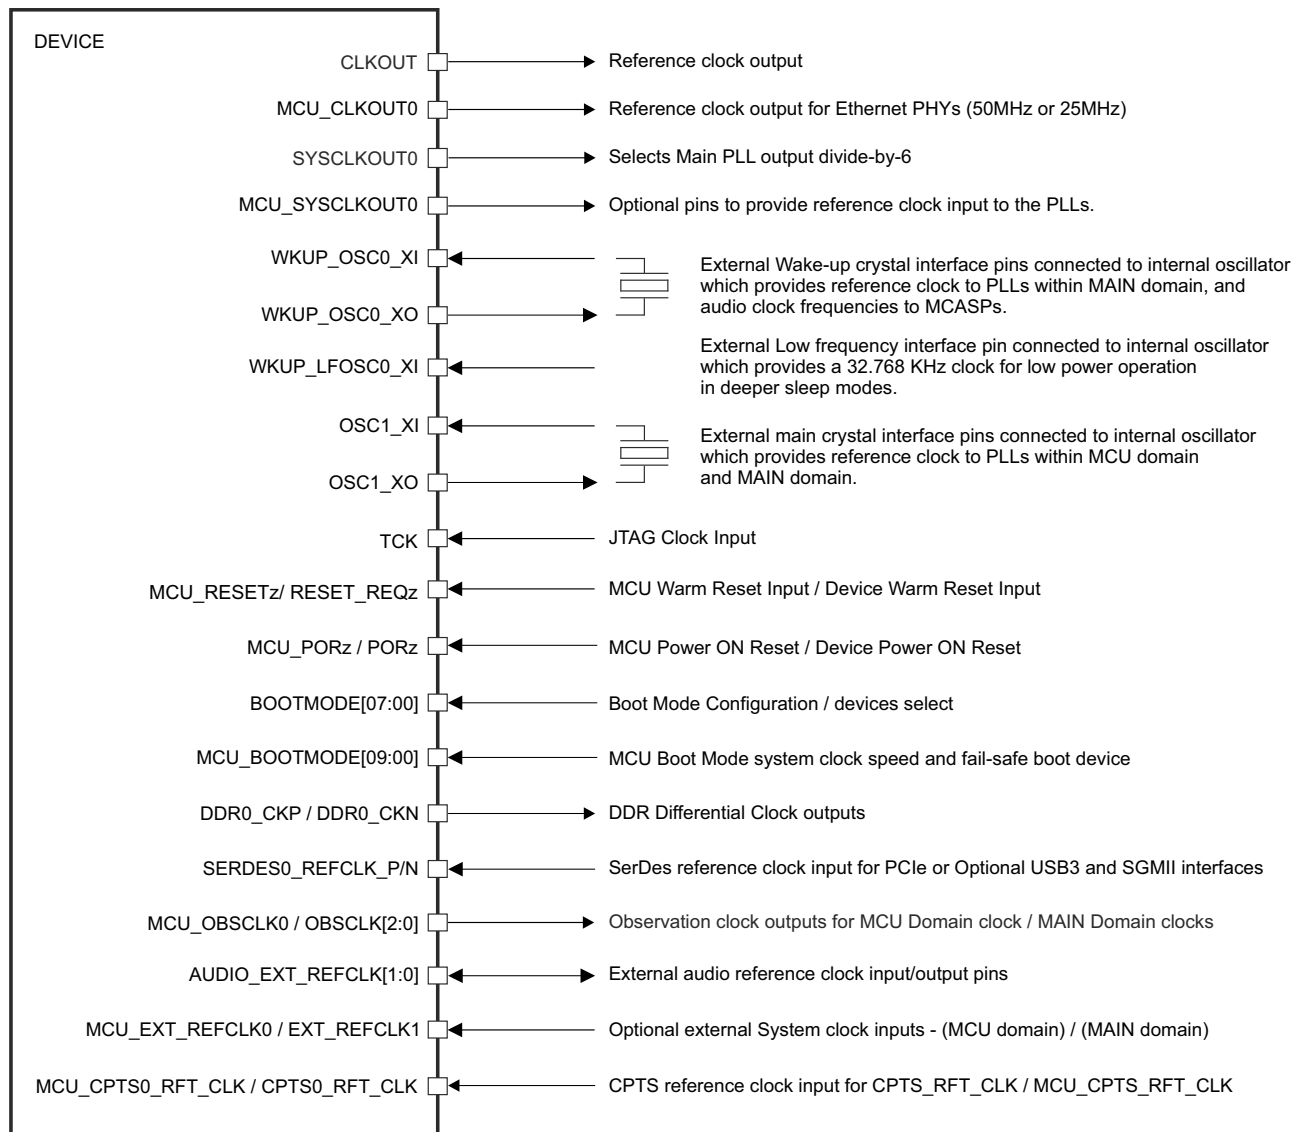 DEVICE
CLKOUT Reference clock output
MCU_CLKOUT0 Reference clock output for Ethernet PHYs (50MHz or 25MHz)
SYSCLKOUT0 Selects Main PLL output divide-by-6
MCU_SYSCLKOUT0 Optional pins to provide reference clock input to the PLLs.
WKUP_OSC0_XI
External Wake-up crystal interface pins connected to internal oscillator
which provides reference clock to PLLs within MAIN domain, and
audio clock frequencies to MCASPs.
WKUP_OSC0_XO
External Low frequency interface pin connected to internal oscillator
WKUP_LFOSC0_XI which provides a 32.768 KHz clock for low power operation
in deeper sleep modes.
OSC1_XI
External main crystal interface pins connected to internal oscillator
which provides reference clock to PLLs within MCU domain
and MAIN domain.
OSC1_XO
TCK JTAG Clock Input
MCU_RESETz/ RESET_REQz MCU Warm Reset Input / Device Warm Reset Input
MCU_PORz / PORz MCU Power ON Reset / Device Power ON Reset
BOOTMODE[07:00] Boot Mode Configuration / devices select
MCU_BOOTMODE[09:00] MCU Boot Mode system clock speed and fail-safe boot device
DDR0_CKP / DDR0_CKN DDR Differential Clock outputs
SERDES0_REFCLK_P/N SerDes reference clock input for PCIe or Optional USB3 and SGMII interfaces
MCU_OBSCLK0 / OBSCLK[2:0] Observation clock outputs for MCU Domain clock / MAIN Domain clocks
AUDIO_EXT_REFCLK[1:0] External audio reference clock input/output pins
MCU_EXT_REFCLK0 / EXT_REFCLK1 Optional external System clock inputs - (MCU domain) / (MAIN domain)
MCU_CPTS0_RFT_CLK / CPTS0_RFT_CLK CPTS reference clock input for CPTS_RFT_CLK / MCU_CPTS_RFT_CLK